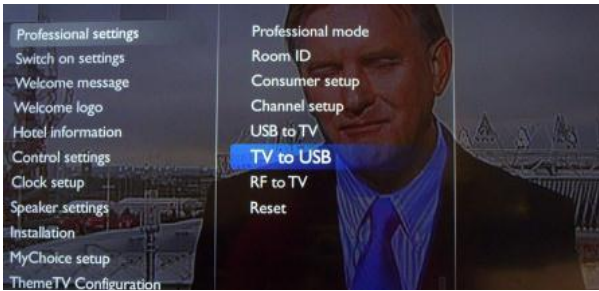 Professional settings
Switch on settings
Welcome message
Welcome logo
Hotel information
Control settings
Clock setup
Speaker settings
Installation
MyChoice setup
ThemeTV Configuration
Professional mode
Room ID
Consumer setup
Channel setup
USB to TV
TV to USB
RF to TV
Reset